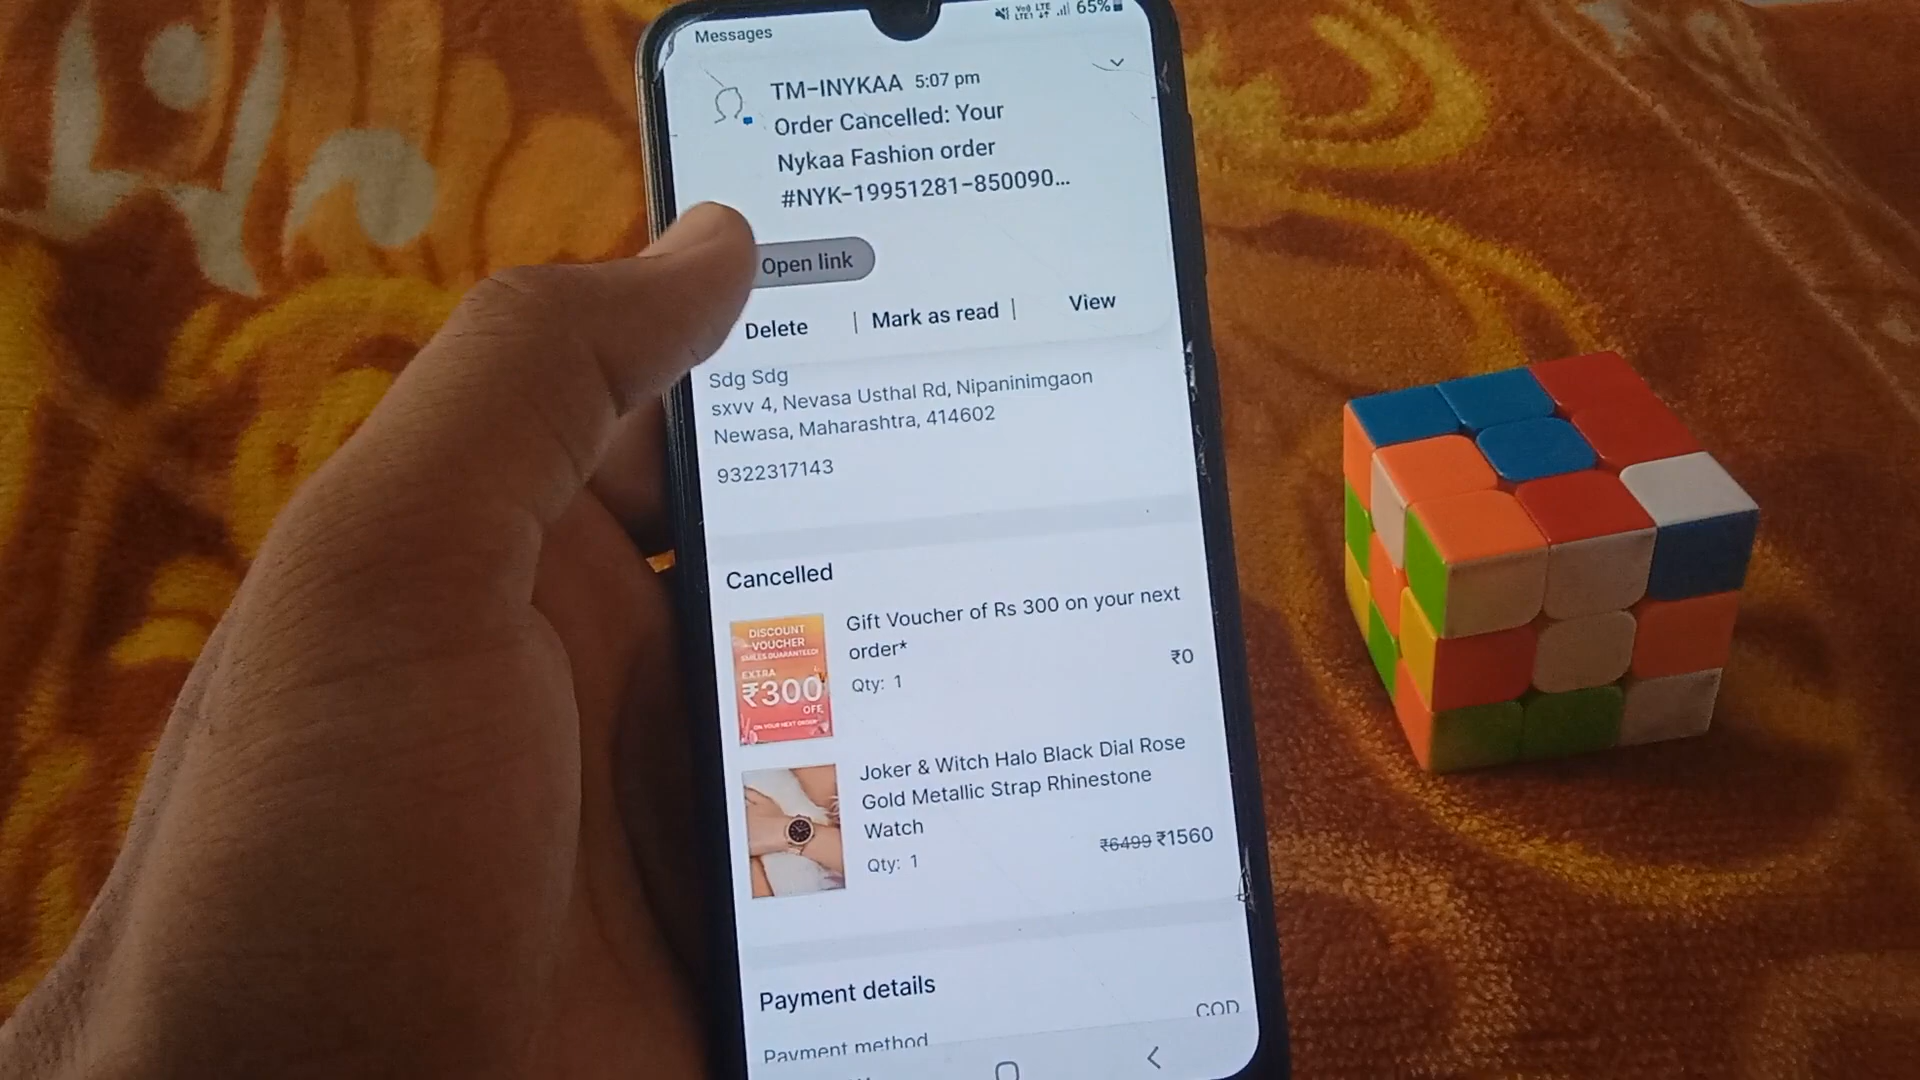 Messages
Vo) LTE
LTE1
65%
TM-INYKAA 5:07 pm
Order Cancelled: Your
Nykaa Fashion order
#NYK-19951281-850090...
Open link
Delete | Mark as read | View
Sdg Sdg
sxvv 4, Nevasa Usthal Rd, Nipaninimgaon
Newasa, Maharashtra, 414602
9322317143
Cancelled
DISCOUNT
VOUCHER
SMILES GUARANTEED!
EXTRA
₹300
OFF
ON YOUR NEXT ORDER
Gift Voucher of Rs 300 on your next
order*
₹0
Qty: 1
Joker & Witch Halo Black Dial Rose
Gold Metallic Strap Rhinestone
Watch
₹6499 ₹1560
Qty: 1
Payment details
Payment method
COD